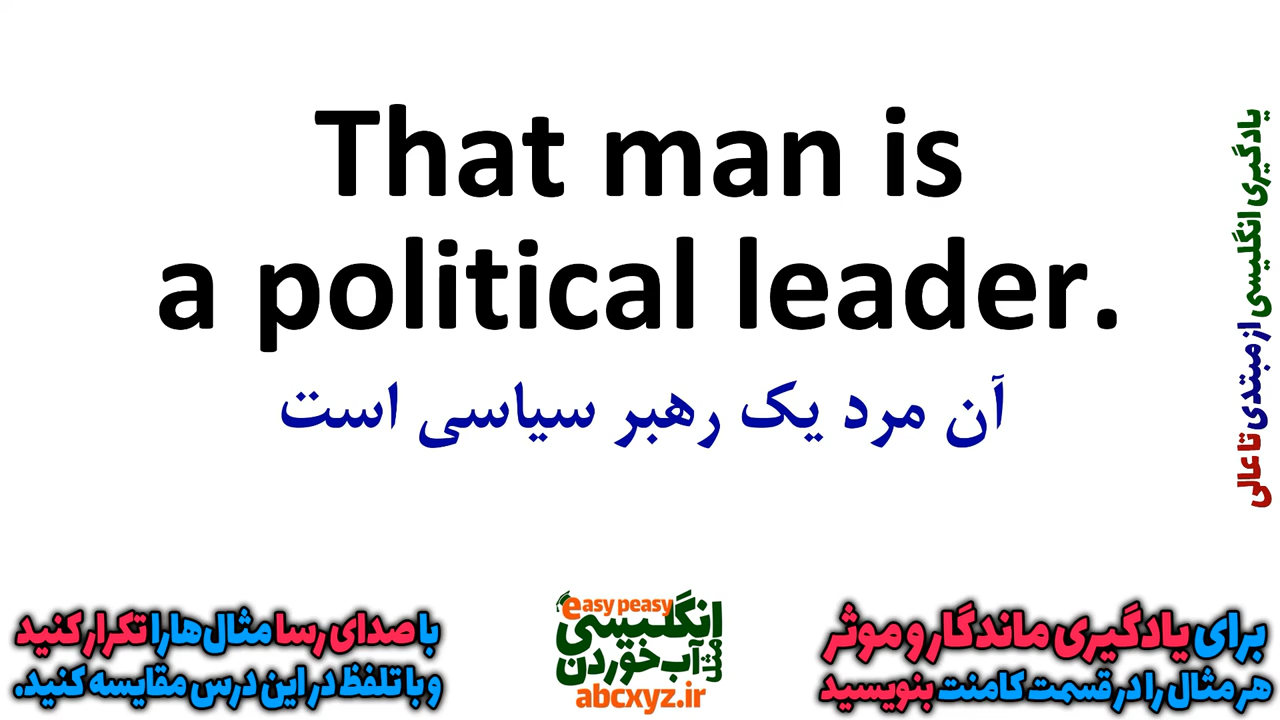 That man is
a political leader.
آن مرد یک رهبر سیاسی است
یادگیری انگلیسی از مبتدی تا عالی
با صدای رسا مثال‌ها را تکرار کنید
و با تلفظ در این درس مقایسه کنید.
easy peasy
انگلیسی
مثل آب خوردن
abcxyz.ir
برای یادگیری ماندگار و موثر
هر مثال را در قسمت کامنت بنویسید